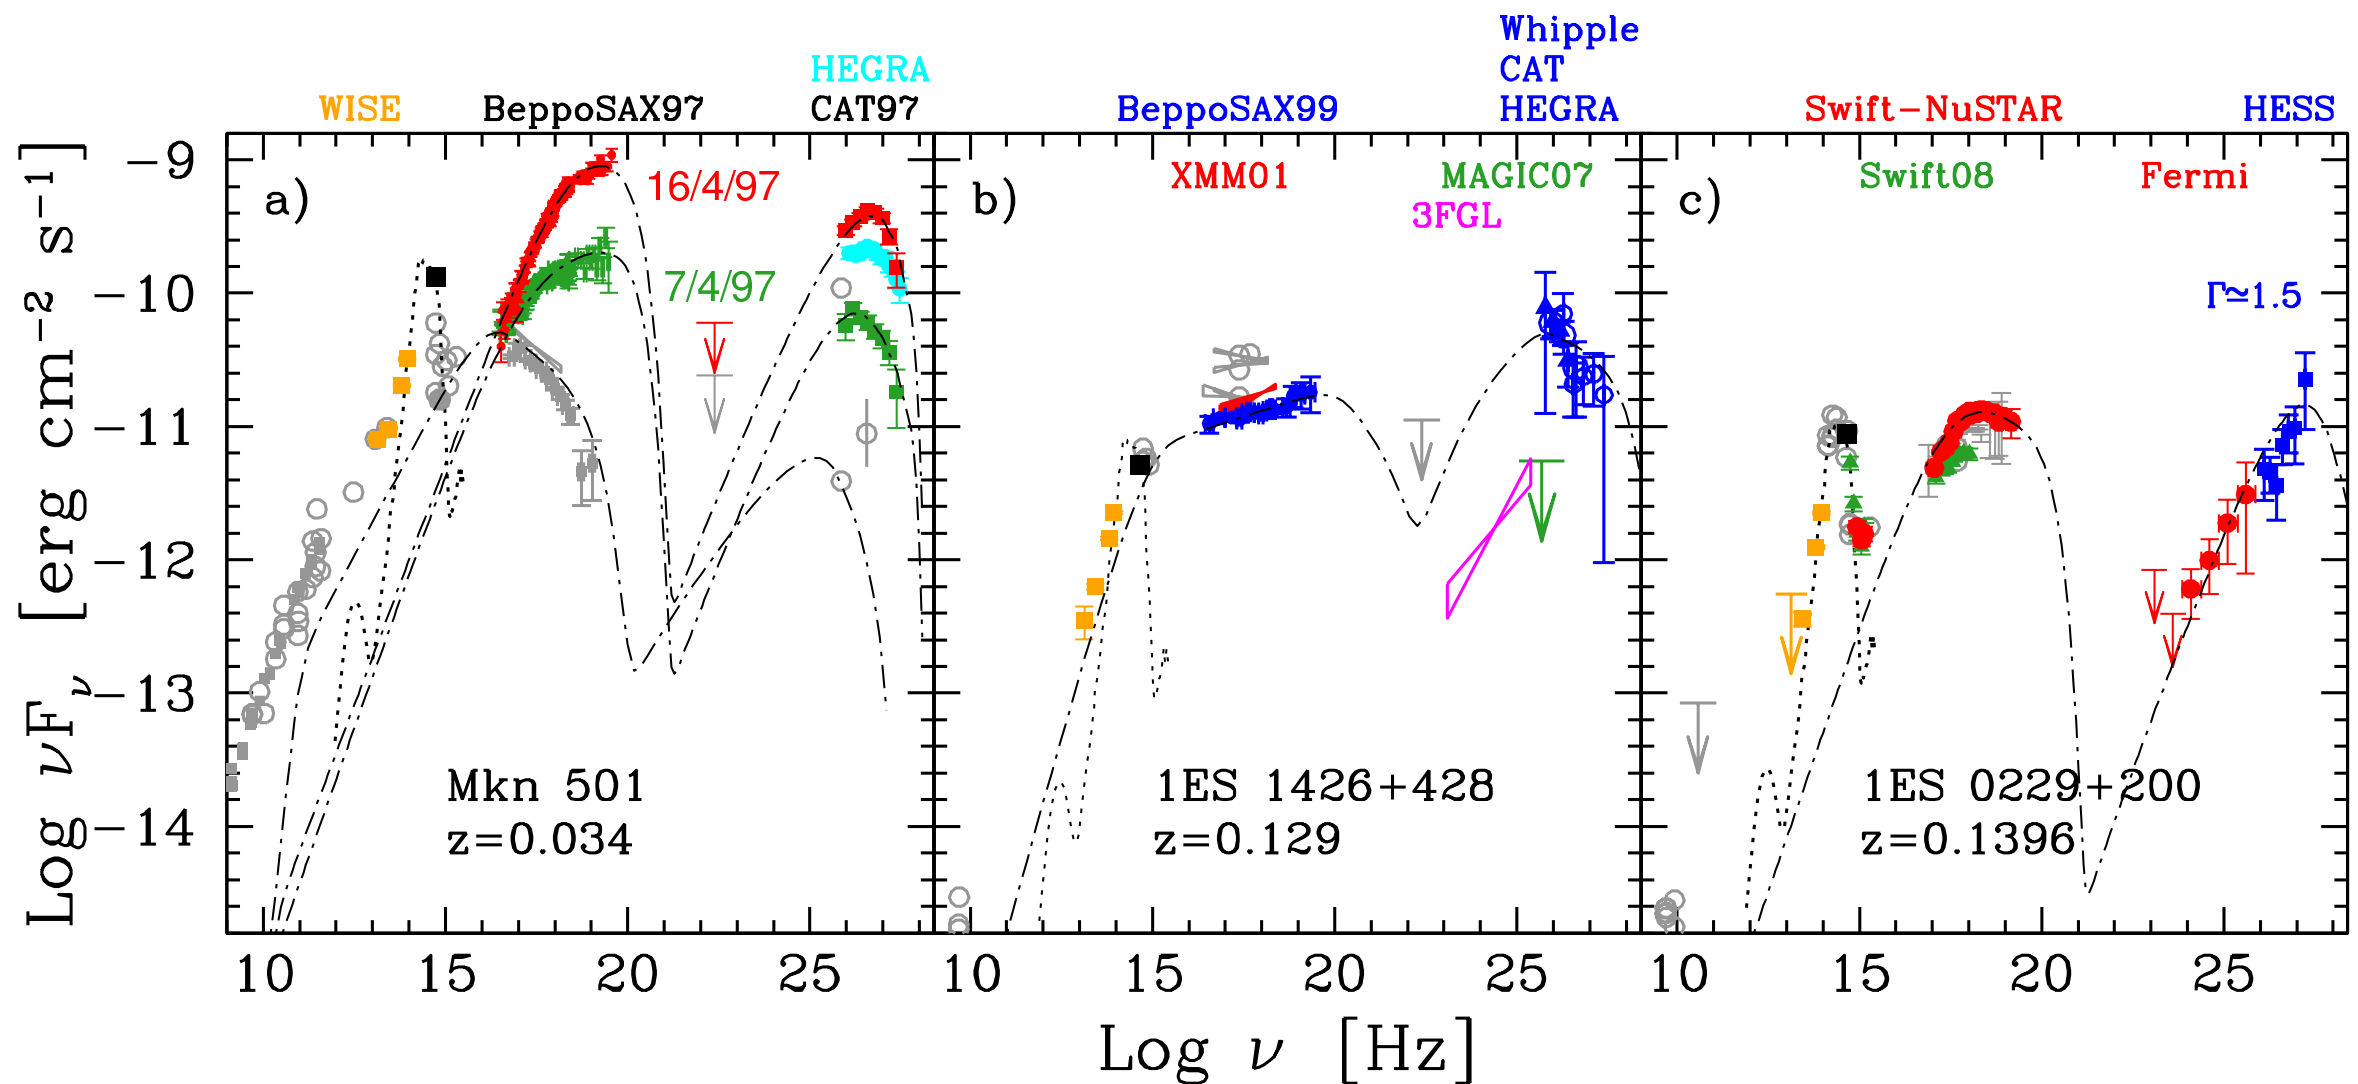 Whipple
HEGRA CAT
WISE BeppoSAX97 CAT97 BeppoSAX99 HEGRA Swift-NuSTAR HESS
a) 16/4/97 b) XMM01 MAGIC07 c) Swift08 Fermi
3FGL
7/4/97 Γ≃1.5
Mkn 501 1ES 1426+428 1ES 0229+200
z=0.034 z=0.129 z=0.1396
-9
-10
-11
-12
-13
-14
Log νFν [erg cm−2 s−1]
10 15 20 25 10 15 20 25 10 15 20 25
Log ν [Hz]